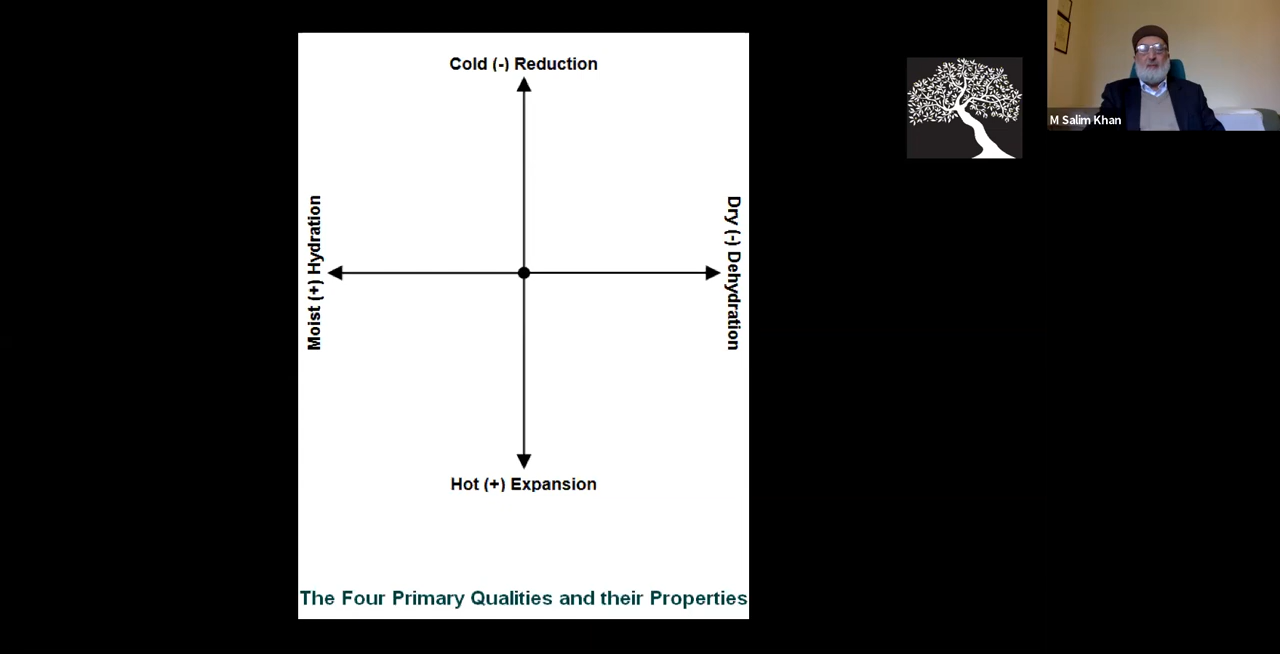 Cold (-) Reduction
Moist (+) Hydration
Dry (-) Dehydration
Hot (+) Expansion
The Four Primary Qualities and their Properties
M Salim Khan